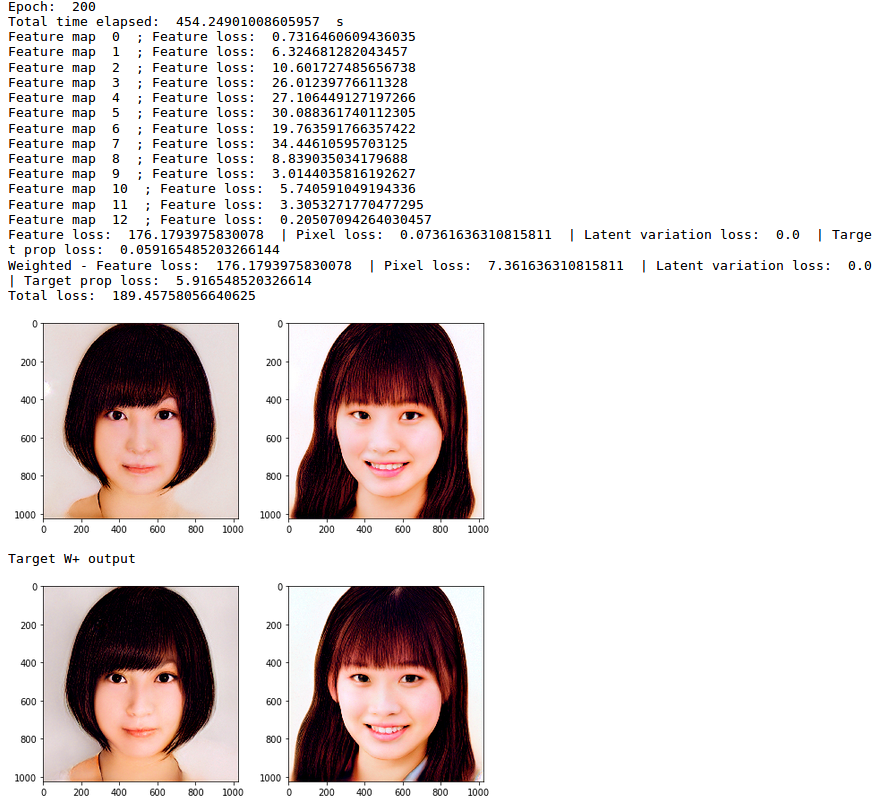 Epoch:  200
Total time elapsed:  454.24901008605957  s
Feature map  0  ; Feature loss:  0.7316460609436035
Feature map  1  ; Feature loss:  6.324681282043457
Feature map  2  ; Feature loss:  10.601727485656738
Feature map  3  ; Feature loss:  26.01239776611328
Feature map  4  ; Feature loss:  27.106449127197266
Feature map  5  ; Feature loss:  30.088361740112305
Feature map  6  ; Feature loss:  19.763591766357422
Feature map  7  ; Feature loss:  34.44610595703125
Feature map  8  ; Feature loss:  8.839035034179688
Feature map  9  ; Feature loss:  3.0144035816192627
Feature map  10  ; Feature loss:  5.740591049194336
Feature map  11  ; Feature loss:  3.3053271770477295
Feature map  12  ; Feature loss:  0.20507094264030457
Feature loss:  176.1793975830078  | Pixel loss:  0.07361636310815811  | Latent variation loss:  0.0  | Targe
t prop loss:  0.059165485203266144
Weighted - Feature loss:  176.1793975830078  | Pixel loss:  7.361636310815811  | Latent variation loss:  0.0
| Target prop loss:  5.916548520326614
Total loss:  189.45758056640625
0 200 400 600 800 1000
0 200 400 600 800 1000
0 200 400 600 800 1000
0 200 400 600 800 1000
Target W+ output
0 200 400 600 800 1000
0 200 400 600 800 1000
0 200 400 600 800 1000
0 200 400 600 800 1000